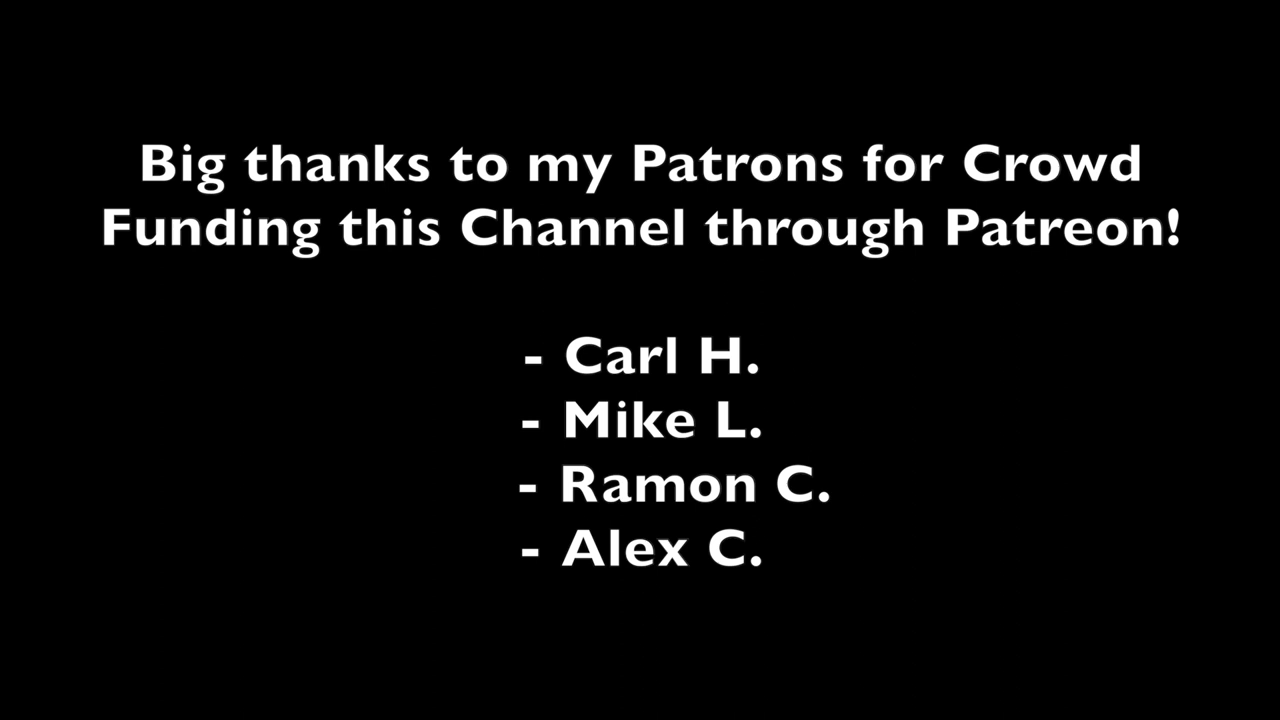 Big thanks to my Patrons for Crowd
Funding this Channel through Patreon!
- Carl H.
- Mike L.
- Ramon C.
- Alex C.